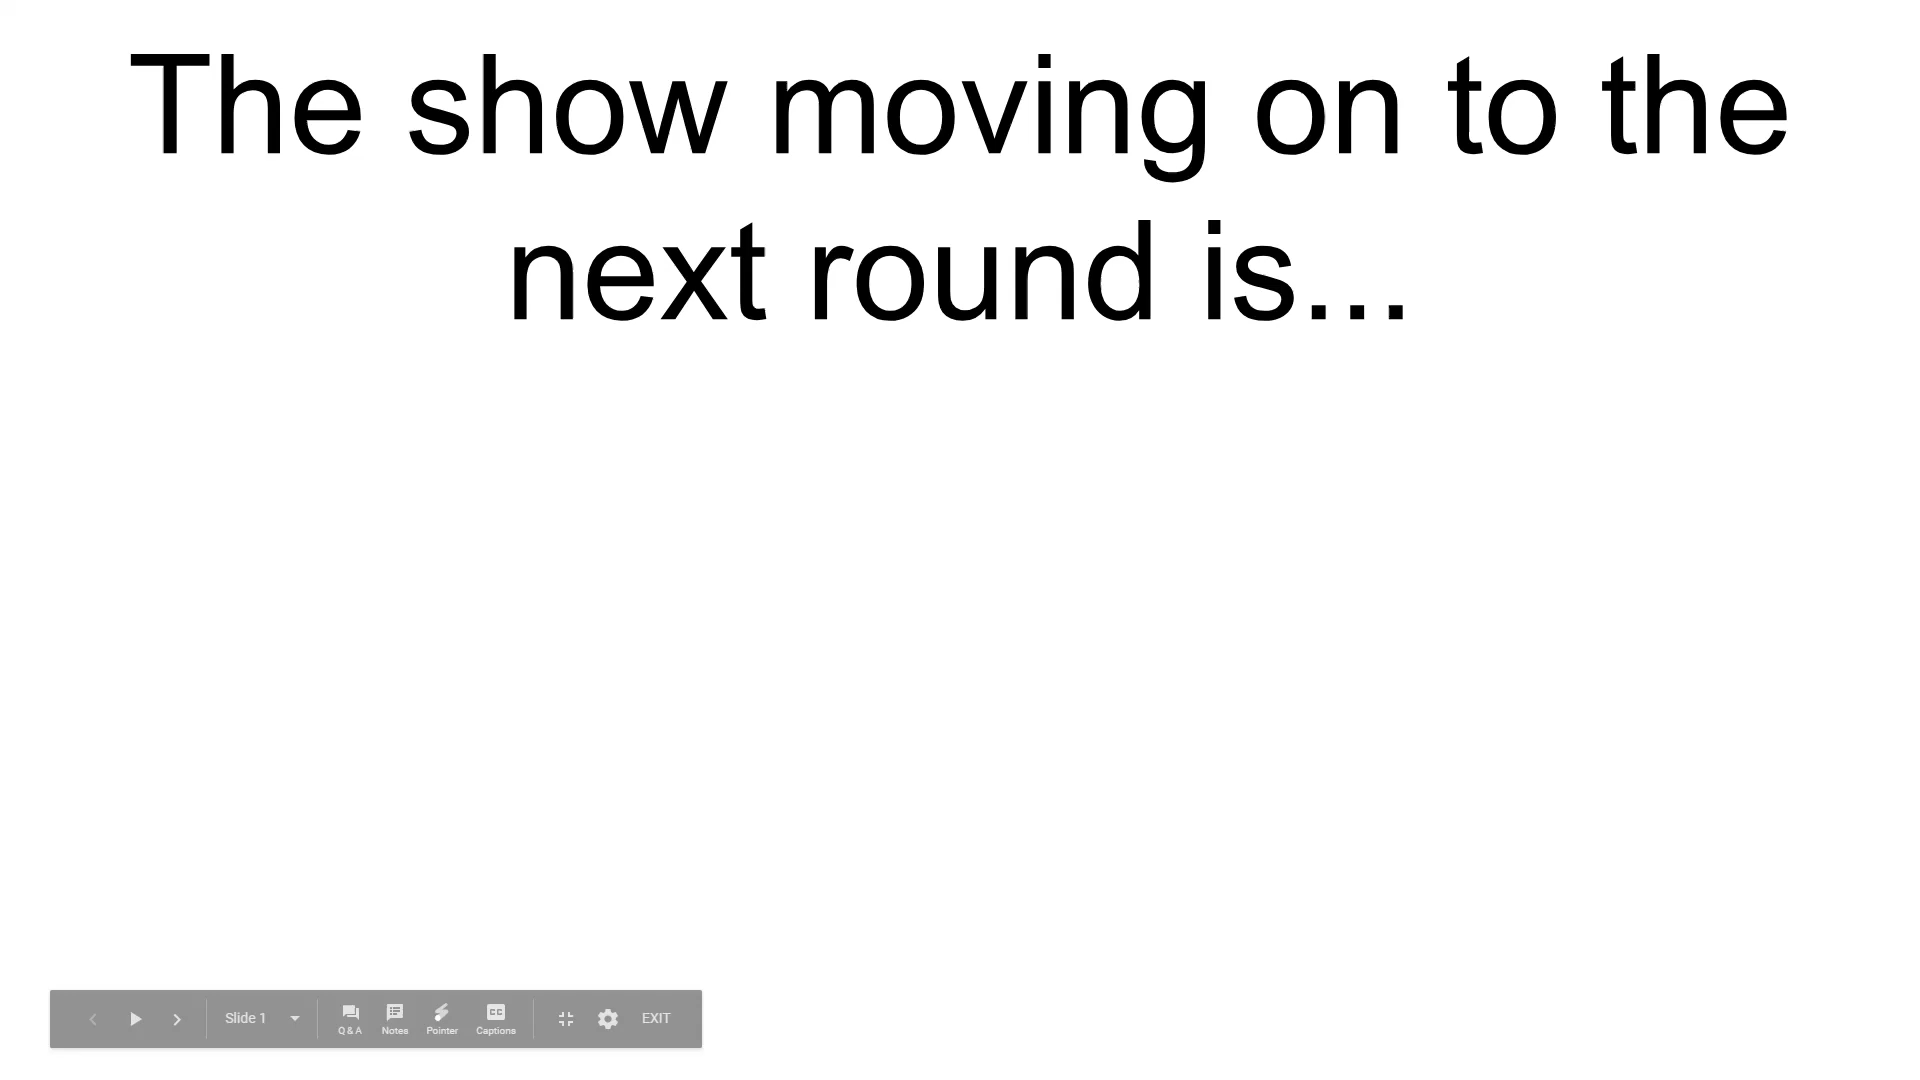 The show moving on to the
next round is...
Slide 1
Q & A Notes Pointer Captions
EXIT